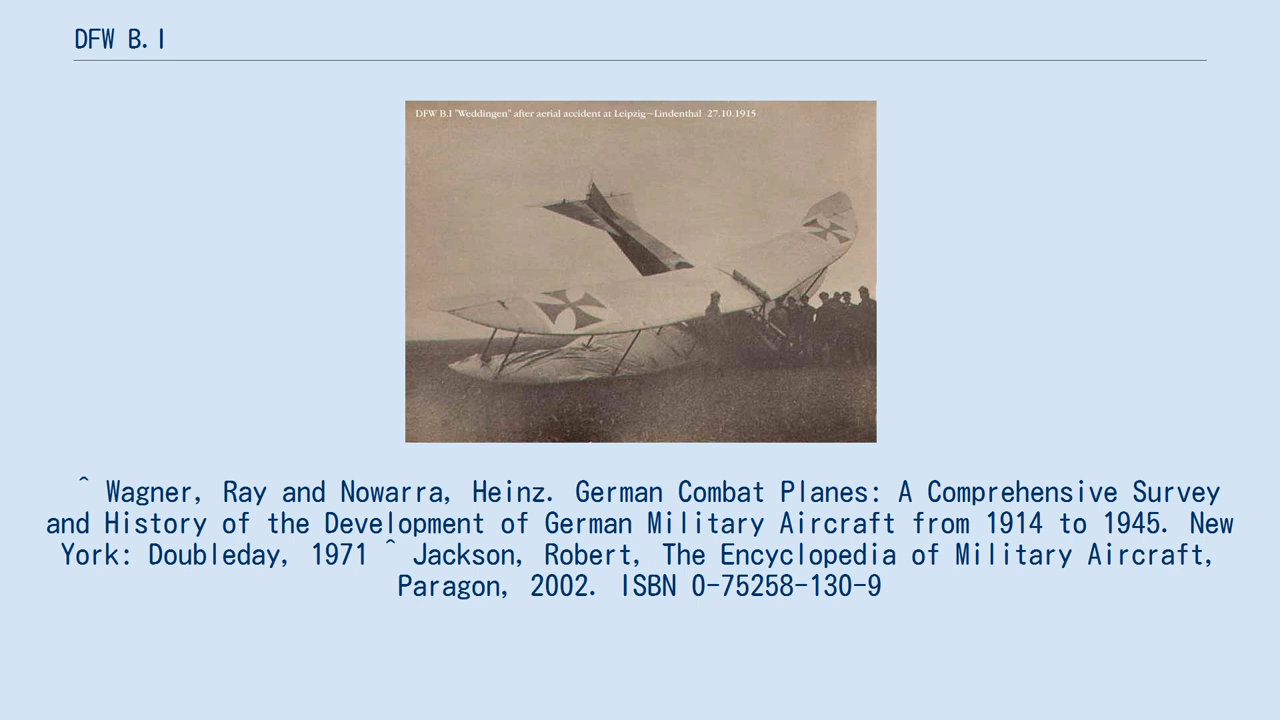 DFW B.I
DFW B.I "Weddingen" after aerial accident at Leipzig~Lindenthal 27.10.1915
^ Wagner, Ray and Nowarra, Heinz. German Combat Planes: A Comprehensive Survey
and History of the Development of German Military Aircraft from 1914 to 1945. New
York: Doubleday, 1971 ^ Jackson, Robert, The Encyclopedia of Military Aircraft,
Paragon, 2002. ISBN 0-75258-130-9